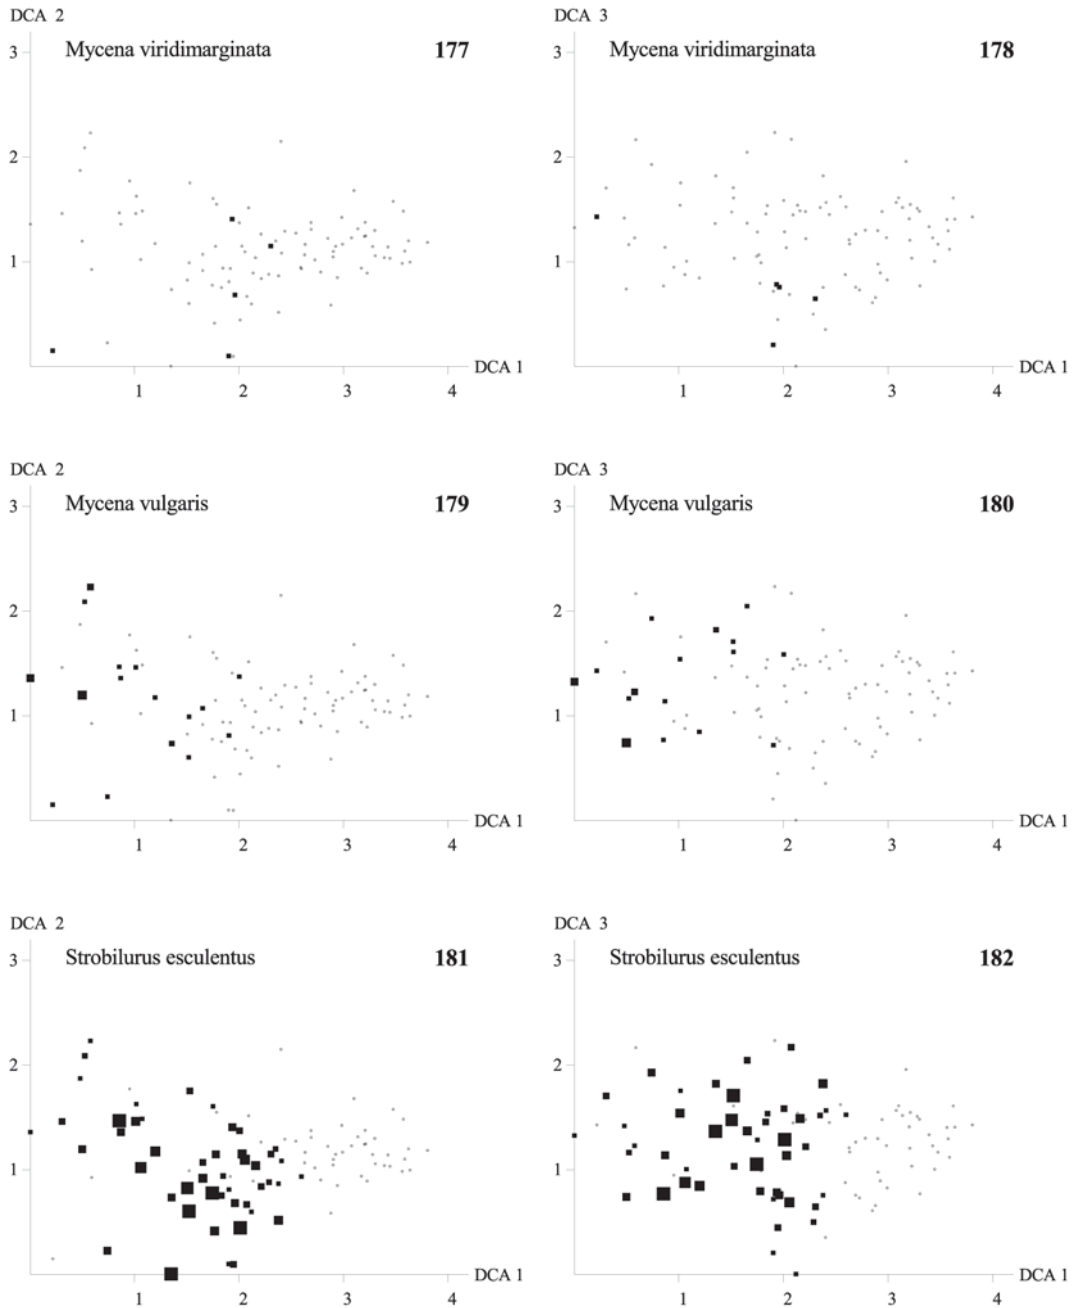 DCA 2
Mycena viridimarginata 177
3
2
1
DCA 1
1 2 3 4
DCA 3
Mycena viridimarginata 178
3
2
1
DCA 1
1 2 3 4
DCA 2
Mycena vulgaris 179
3
2
1
DCA 1
1 2 3 4
DCA 3
Mycena vulgaris 180
3
2
1
DCA 1
1 2 3 4
DCA 2
Strobilurus esculentus 181
3
2
1
DCA 1
1 2 3 4
DCA 3
Strobilurus esculentus 182
3
2
1
DCA 1
1 2 3 4